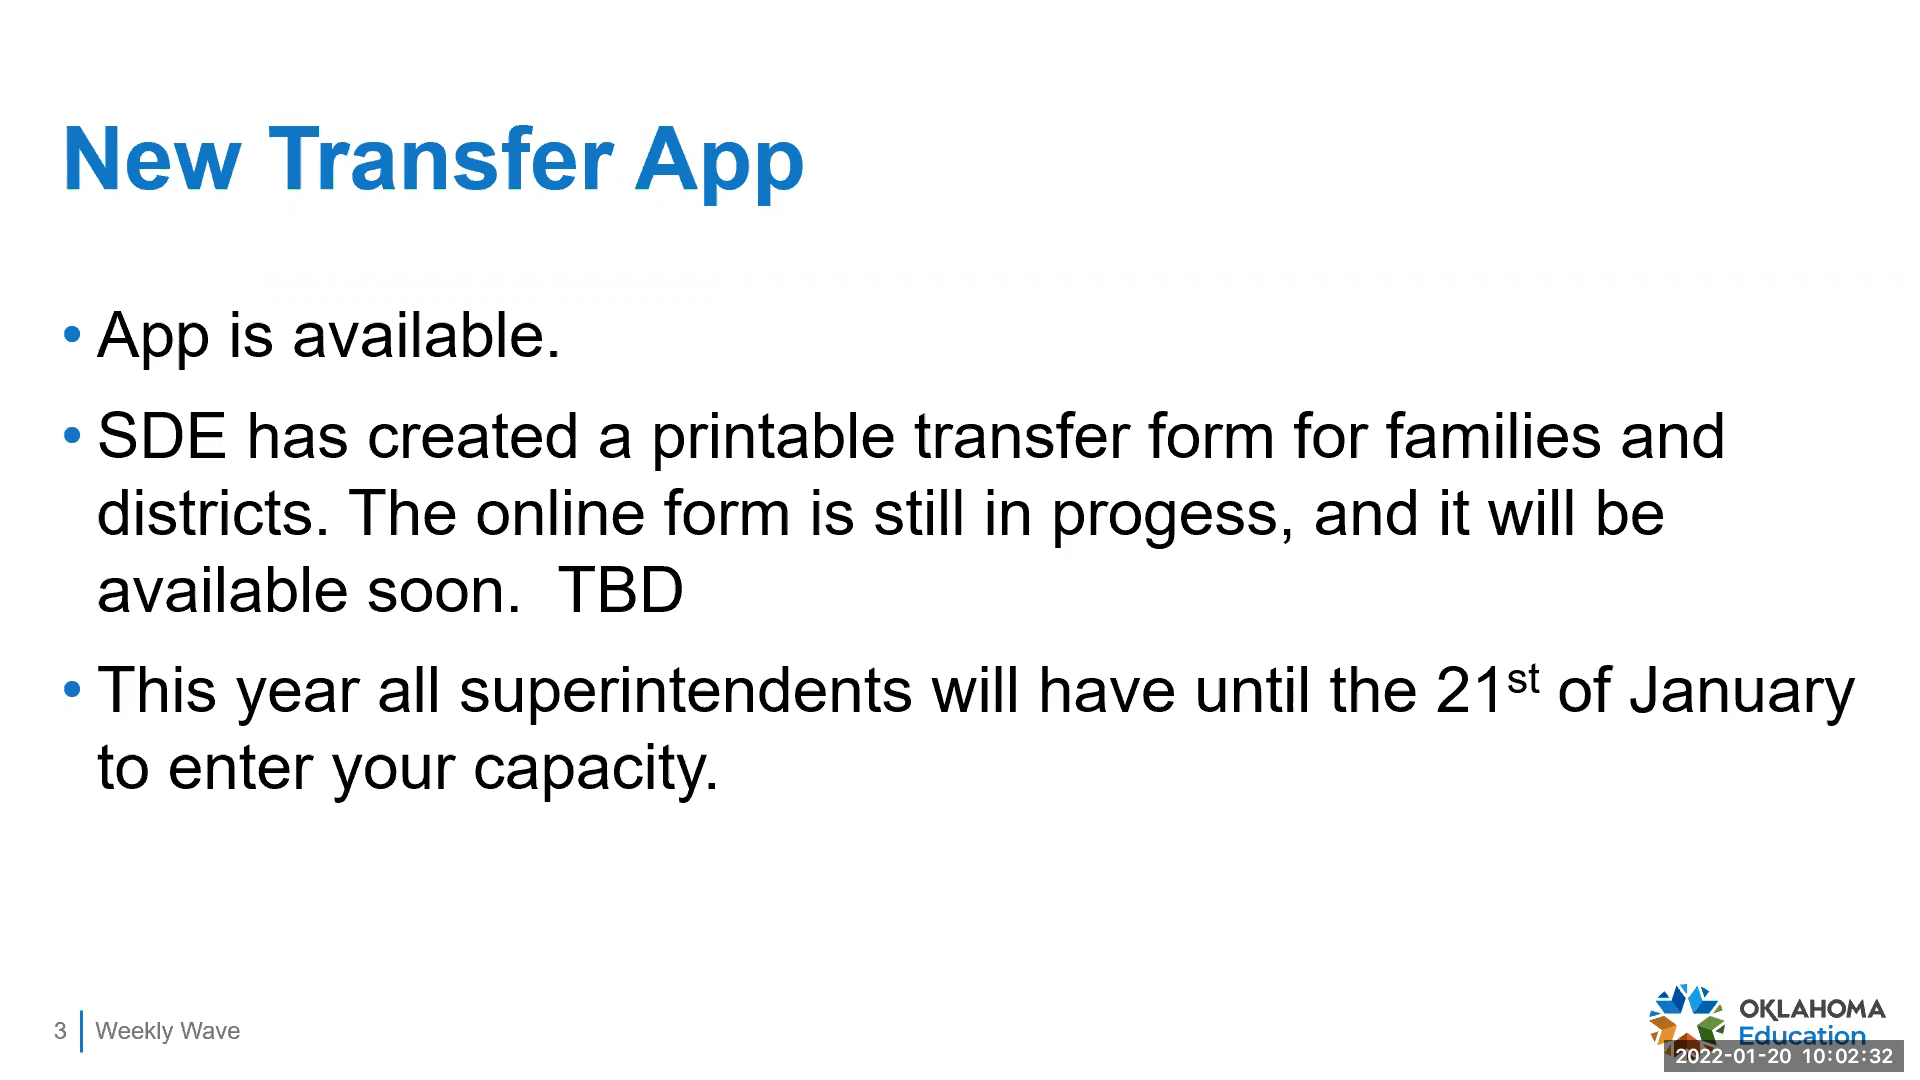 New Transfer App
• App is available.
• SDE has created a printable transfer form for families and
districts. The online form is still in progess, and it will be
available soon.  TBD
• This year all superintendents will have until the 21st of January
to enter your capacity.
3 | Weekly Wave
OKLAHOMA
Education
2022-01-20 10:02:32